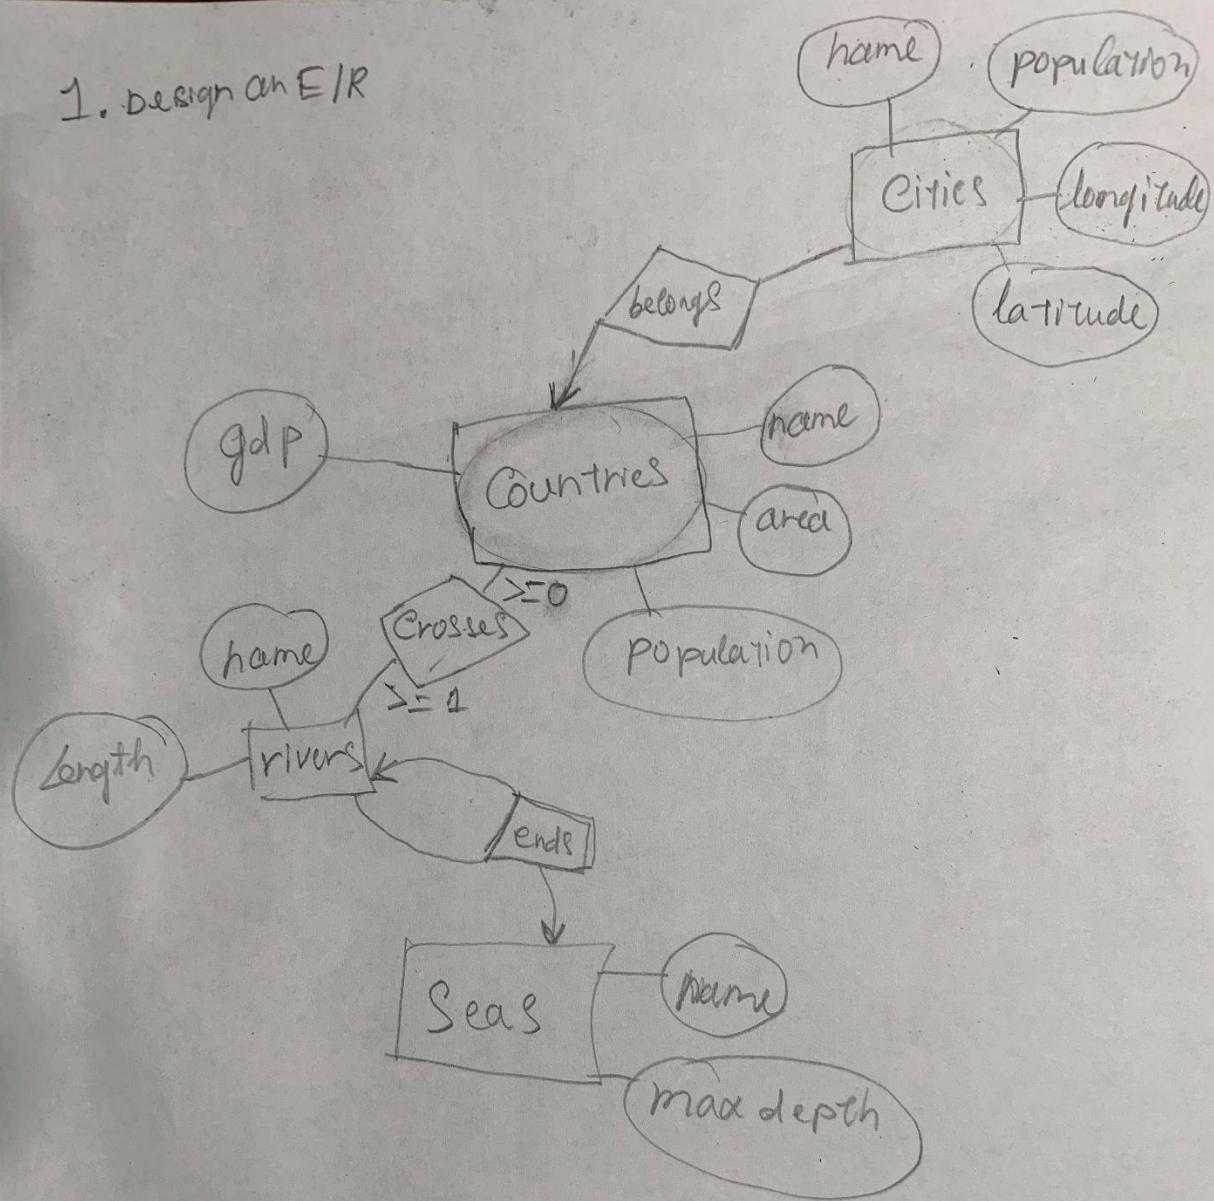 1. Design an E/R
name
population
Cities
longitude
latitude
belongs
gdp
Countries
name
area
>=0
Crosses
population
name
>=1
Length
rivers
ends
Seas
name
max depth